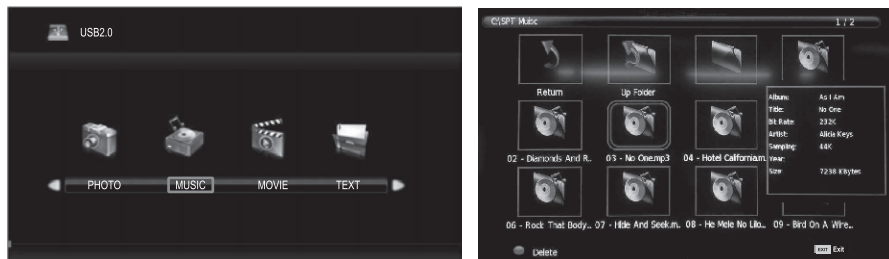 USB2.0
PHOTO MUSIC MOVIE TEXT
C:\SPT Muisc 1 / 2
Return Up Folder
Album: As I Am
Title: No One
Bit Rate: 232K
Artist: Alicia Keys
Sampling: 44K
Year:
Size: 7238 KBytes
02 - Diamonds And R.. 03 - No One.mp3 04 - Hotel California.m
06 - Rock That Body.. 07 - Hide And Seek.m.. 08 - He Mele No Lilo.. 09 - Bird On A Wire..
Delete EXIT Exit